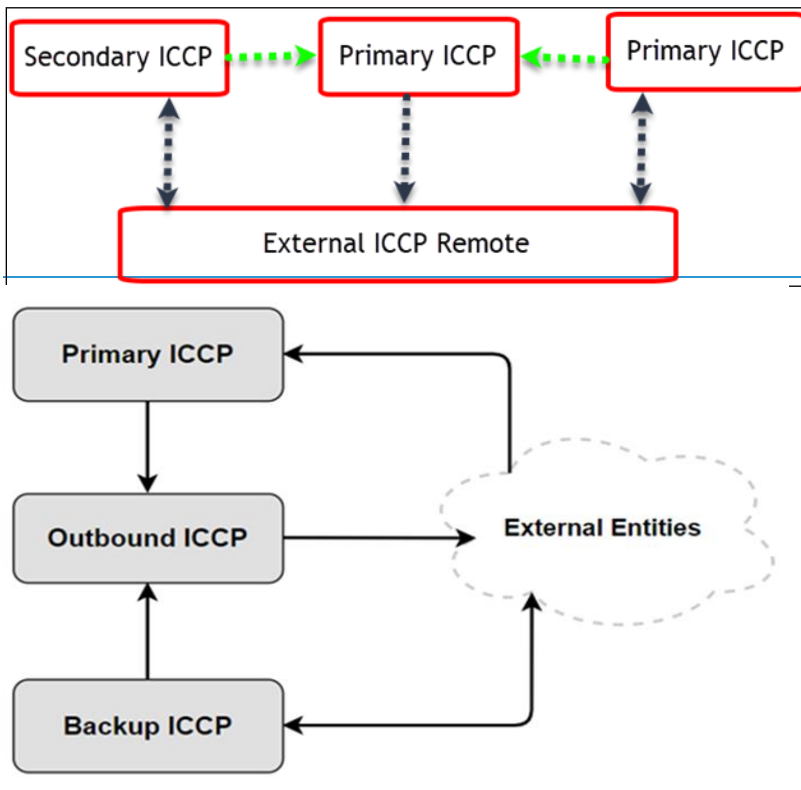 Secondary ICCP
Primary ICCP
Primary ICCP
External ICCP Remote
Primary ICCP
Outbound ICCP
External Entities
Backup ICCP